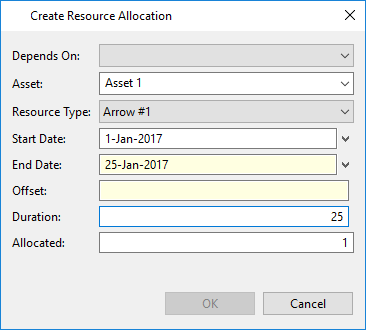 Create Resource Allocation
Depends On:
Asset: Asset 1
Resource Type: Arrow #1
Start Date: 1-Jan-2017
End Date: 25-Jan-2017
Offset:
Duration: 25
Allocated: 1
OK Cancel